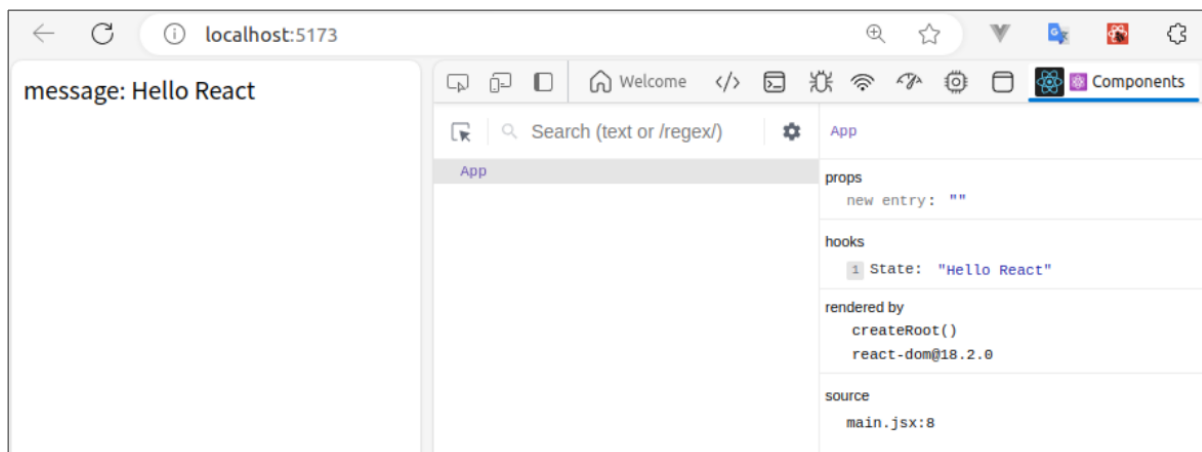 localhost:5173
message: Hello React
Welcome
Components
Search (text or /regex/)
App
App
props
new entry: ""
hooks
1 State: "Hello React"
rendered by
createRoot()
react-dom@18.2.0
source
main.jsx:8